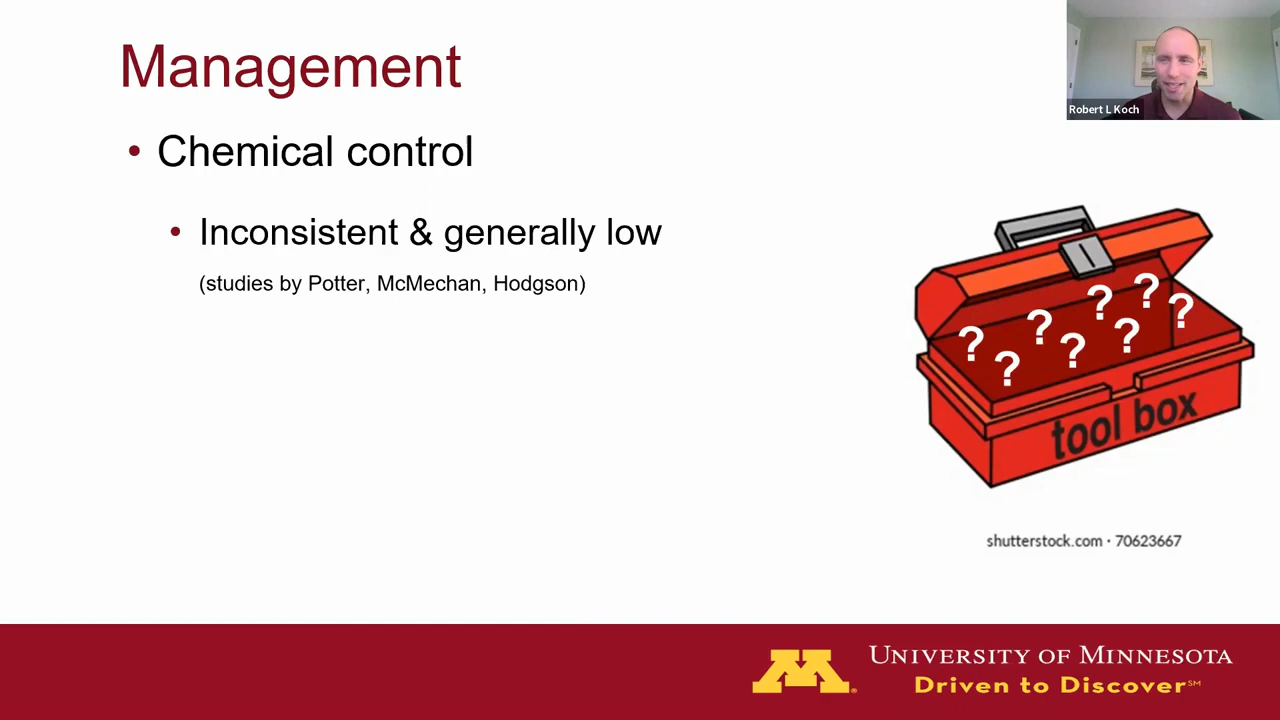 Management
Robert L Koch
• Chemical control
• Inconsistent & generally low
(studies by Potter, McMechan, Hodgson)
? ? ? ? ? ? ? ?
tool box
shutterstock.com • 70623667
M
UNIVERSITY OF MINNESOTA
Driven to Discover℠